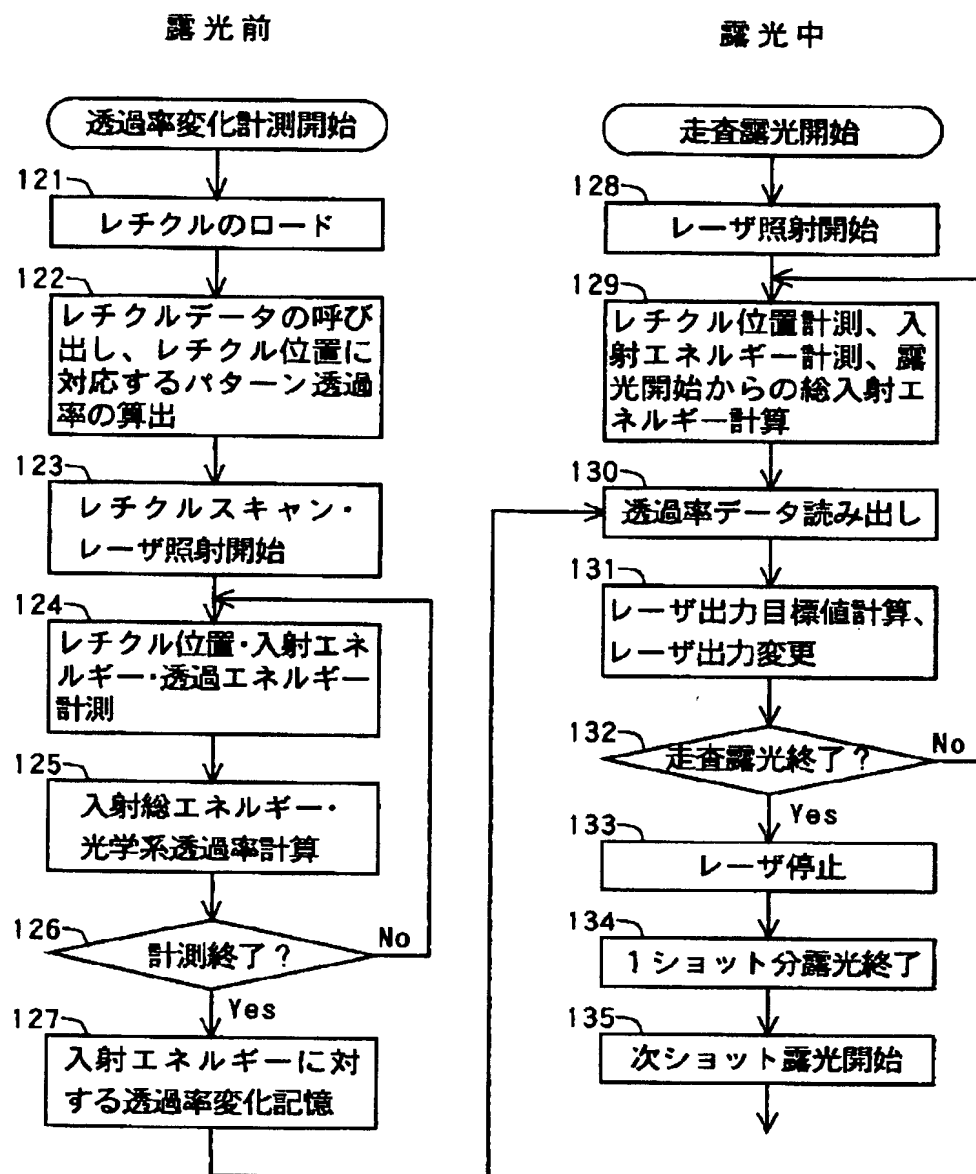 露光前
透過率変化計測開始
121
レチクルのロード
122
レチクルデータの呼び
出し、レチクル位置に
対応するパターン透過
率の算出
123
レチクルスキャン・
レーザ照射開始
124
レチクル位置・入射エネ
ルギー・透過エネルギー
計測
125
入射総エネルギー・
光学系透過率計算
126
計測終了?
No
Yes
127
入射エネルギーに対
する透過率変化記憶
露光中
走査露光開始
128
レーザ照射開始
129
レチクル位置計測、入
射エネルギー計測、露
光開始からの総入射エ
ネルギー計算
130
透過率データ読み出し
131
レーザ出力目標値計算、
レーザ出力変更
132
走査露光終了?
No
Yes
133
レーザ停止
134
1ショット分露光終了
135
次ショット露光開始